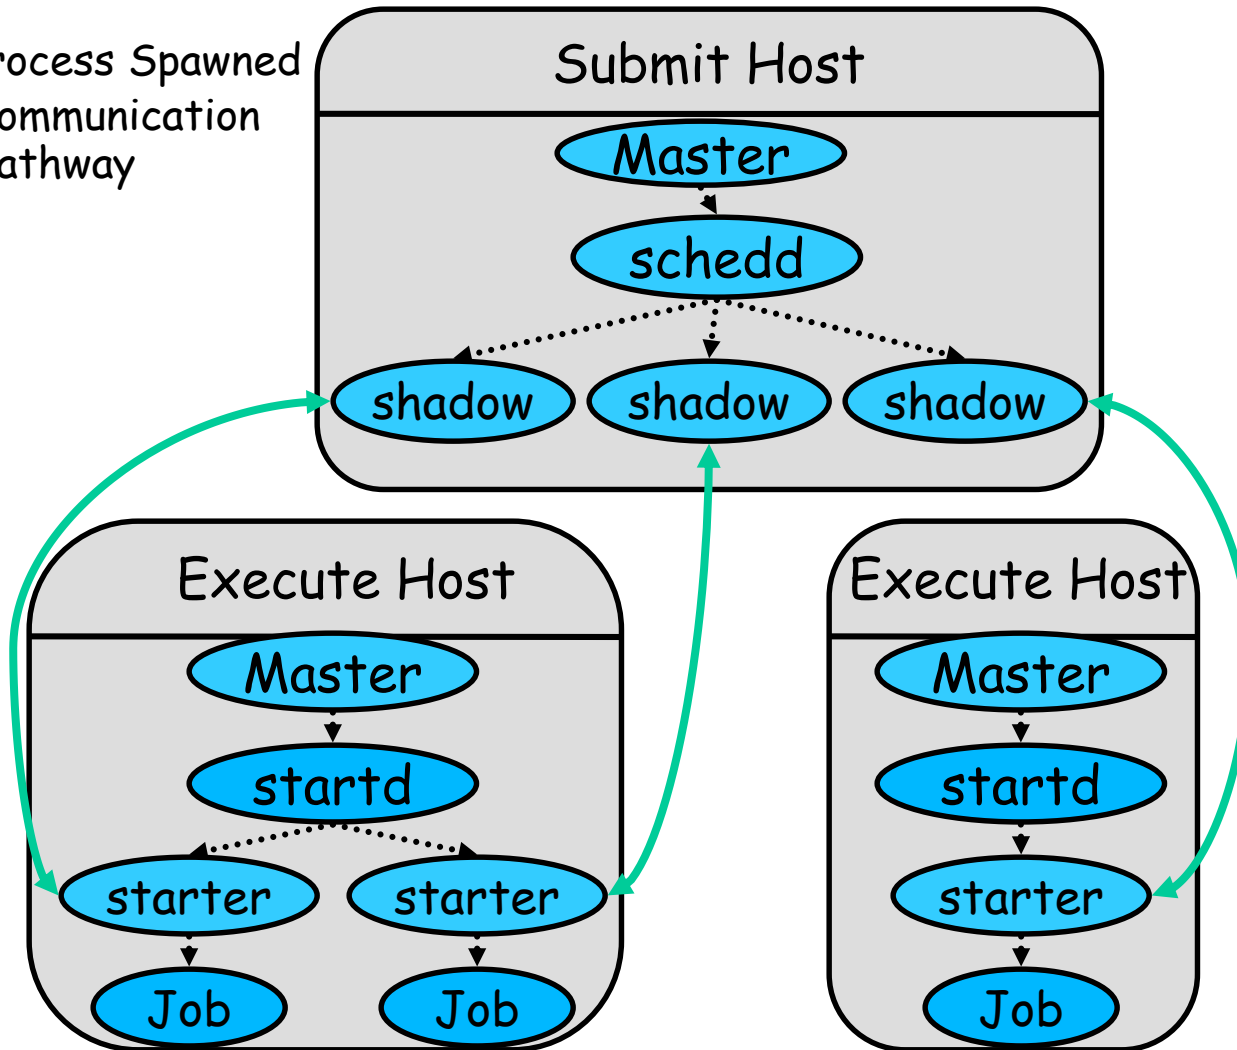 rocess Spawned
ommunication
athway
Submit Host
Master
schedd
shadow shadow shadow
Execute Host
Master
startd
starter starter
Job Job
Execute Host
Master
startd
starter
Job